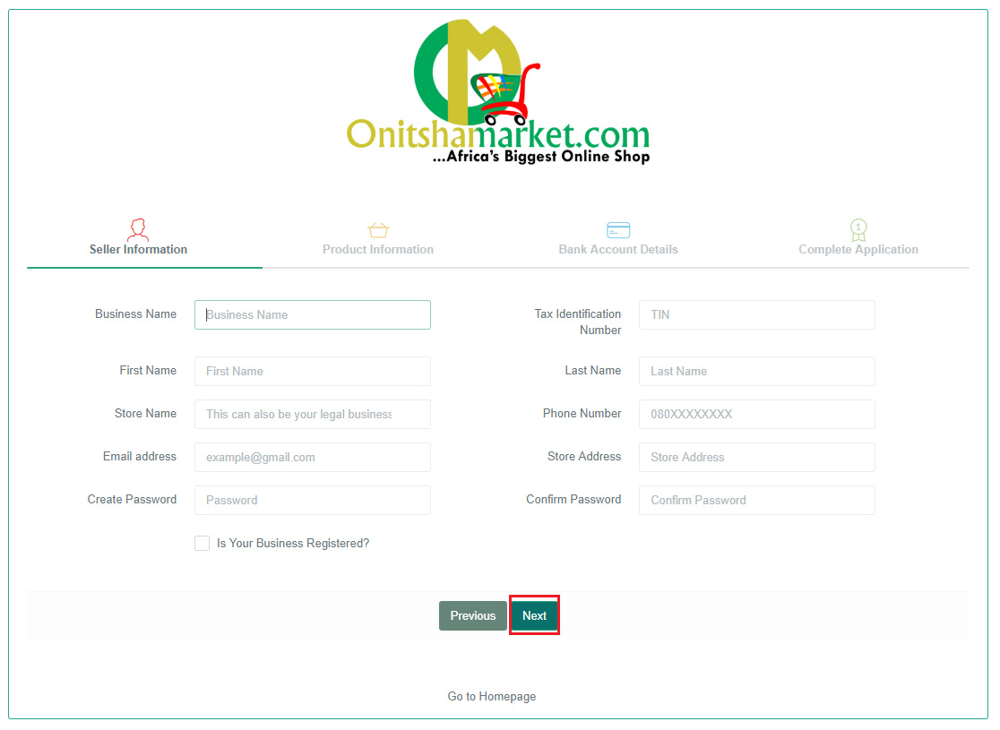 Onitshamarket.com
...Africa's Biggest Online Shop
1
Seller Information
Product Information
Bank Account Details
Complete Application
Business Name
Business Name
Tax Identification
Number
TIN
First Name
First Name
Last Name
Last Name
Store Name
This can also be your legal business
Phone Number
080XXXXXXXX
Email address
example@gmail.com
Store Address
Store Address
Create Password
Password
Confirm Password
Confirm Password
Is Your Business Registered?
Previous
Next
Go to Homepage